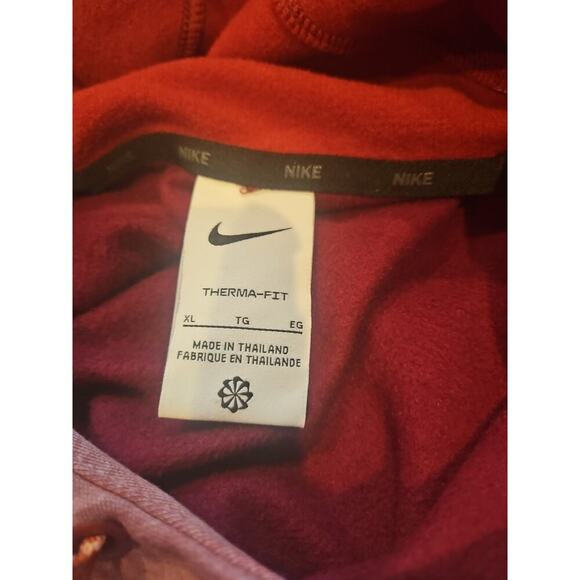 NIKE NIKE NIKE
THERMA-FIT
XL TG EG
MADE IN THAILAND
FABRIQUE EN THAILANDE